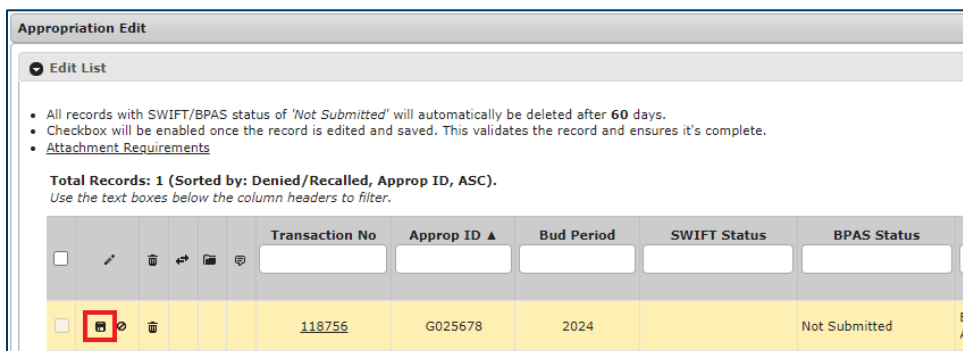 Appropriation Edit
Edit List
All records with SWIFT/BPAS status of 'Not Submitted' will automatically be deleted after 60 days.
Checkbox will be enabled once the record is edited and saved. This validates the record and ensures it's complete.
Attachment Requirements
Total Records: 1 (Sorted by: Denied/Recalled, Approp ID, ASC).
Use the text boxes below the column headers to filter.
Transaction No Approp ID ▲ Bud Period SWIFT Status BPAS Status
118756 G025678 2024 Not Submitted